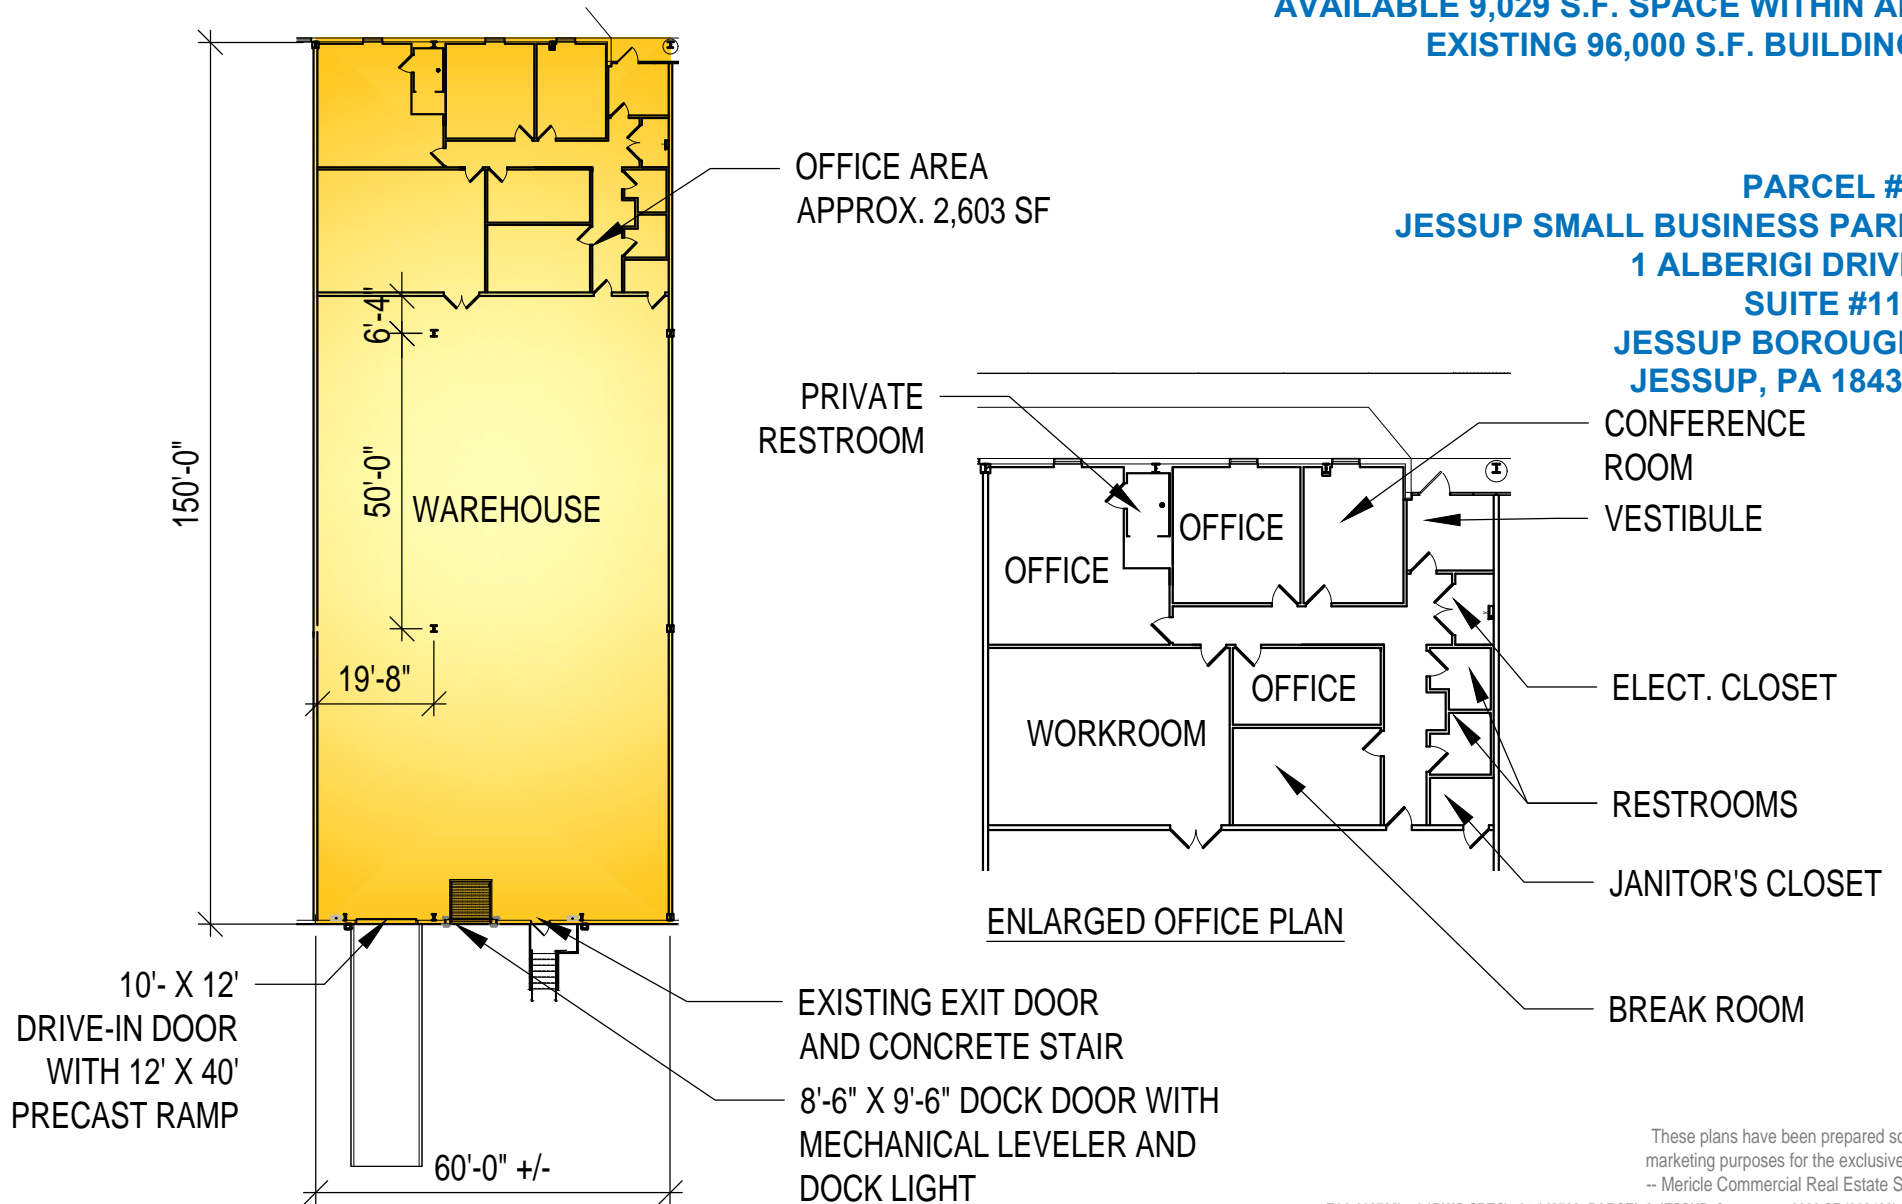 AVAILABLE 9,029 S.F. SPACE WITHIN
EXISTING 96,000 S.F. BUILDING
PARCEL #
JESSUP SMALL BUSINESS PARK
1 ALBERIGI DRIVE
SUITE #11
JESSUP BOROUGH
JESSUP, PA 1843
OFFICE AREA
APPROX. 2,603 SF
150'-0"
6'-4"
50'-0"
WAREHOUSE
19'-8"
10'- X 12'
DRIVE-IN DOOR
WITH 12' X 40'
PRECAST RAMP
60'-0" +/-
EXISTING EXIT DOOR
AND CONCRETE STAIR
8'-6" X 9'-6" DOCK DOOR WITH
MECHANICAL LEVELER AND
DOCK LIGHT
PRIVATE
RESTROOM
CONFERENCE
ROOM
VESTIBULE
OFFICE
OFFICE
OFFICE
WORKROOM
ELECT. CLOSET
RESTROOMS
JANITOR'S CLOSET
BREAK ROOM
ENLARGED OFFICE PLAN
These plans have been prepared
marketing purposes for the exclusive
-- Mericle Commercial Real Estate